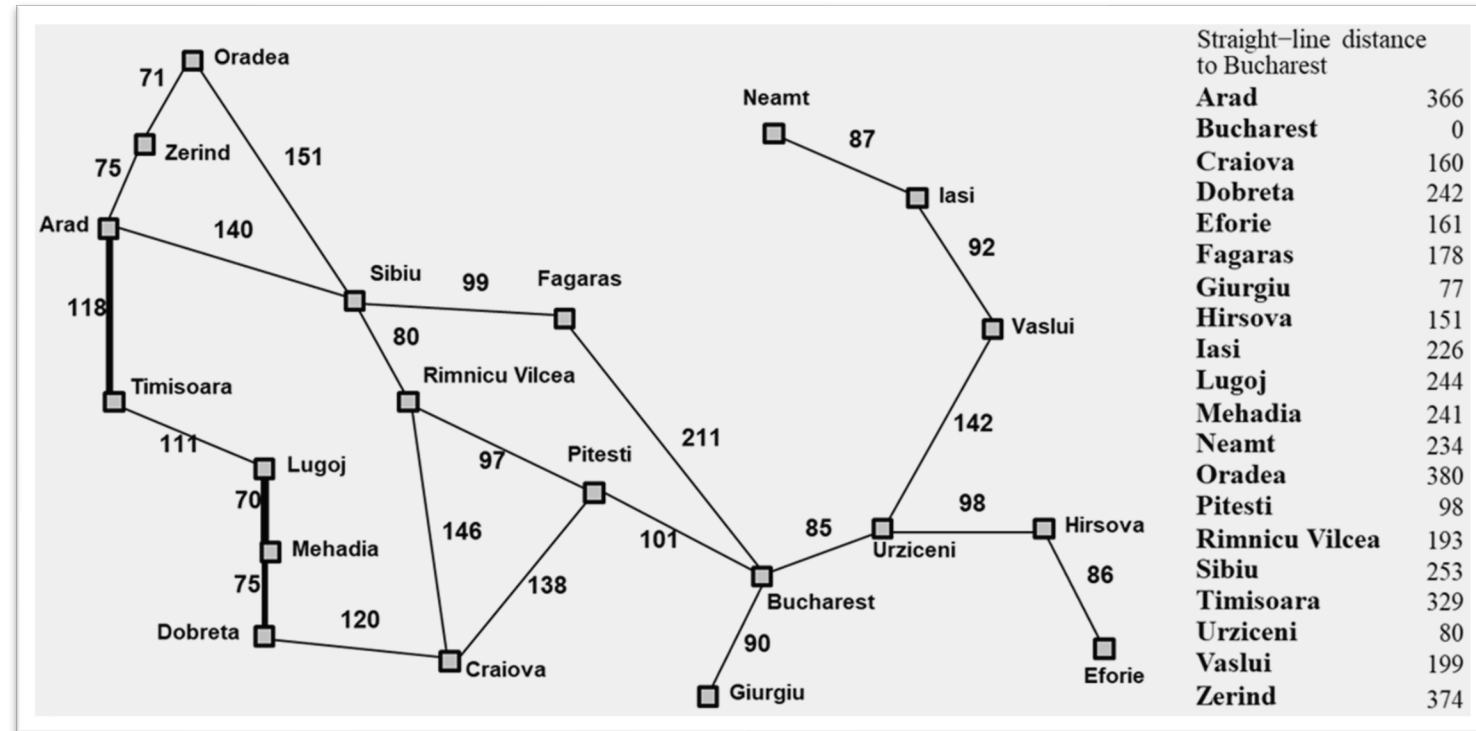 Oradea
71
Neamt
87
Zerind
151
75
Iasi
Arad
140
92
Sibiu
99
Fagaras
118
80
Vaslui
Rimnicu Vilcea
Timisoara
142
211
111
97
Pitesti
Lugoj
70
98
146
85
Hirsova
101
Urziceni
Mehadia
86
75
138
Bucharest
120
Dobreta
90
Craiova
Eforie
Giurgiu
Straight−line distance
to Bucharest
Arad 366
Bucharest 0
Craiova 160
Dobreta 242
Eforie 161
Fagaras 178
Giurgiu 77
Hirsova 151
Iasi 226
Lugoj 244
Mehadia 241
Neamt 234
Oradea 380
Pitesti 98
Rimnicu Vilcea 193
Sibiu 253
Timisoara 329
Urziceni 80
Vaslui 199
Zerind 374